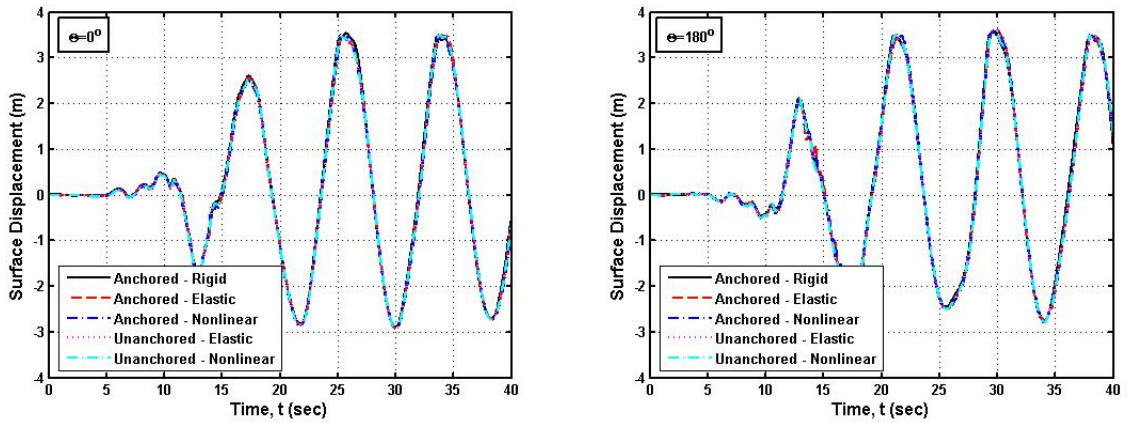 Θ=0°
Surface Displacement (m)
4
3
2
1
0
-1
-2
-3
-4
Anchored - Rigid
Anchored - Elastic
Anchored - Nonlinear
Unanchored - Elastic
Unanchored - Nonlinear
0 5 10 15 20 25 30 35 40
Time, t (sec)
Θ=180°
Surface Displacement (m)
4
3
2
1
0
-1
-2
-3
-4
Anchored - Rigid
Anchored - Elastic
Anchored - Nonlinear
Unanchored - Elastic
Unanchored - Nonlinear
0 5 10 15 20 25 30 35 40
Time, t (sec)